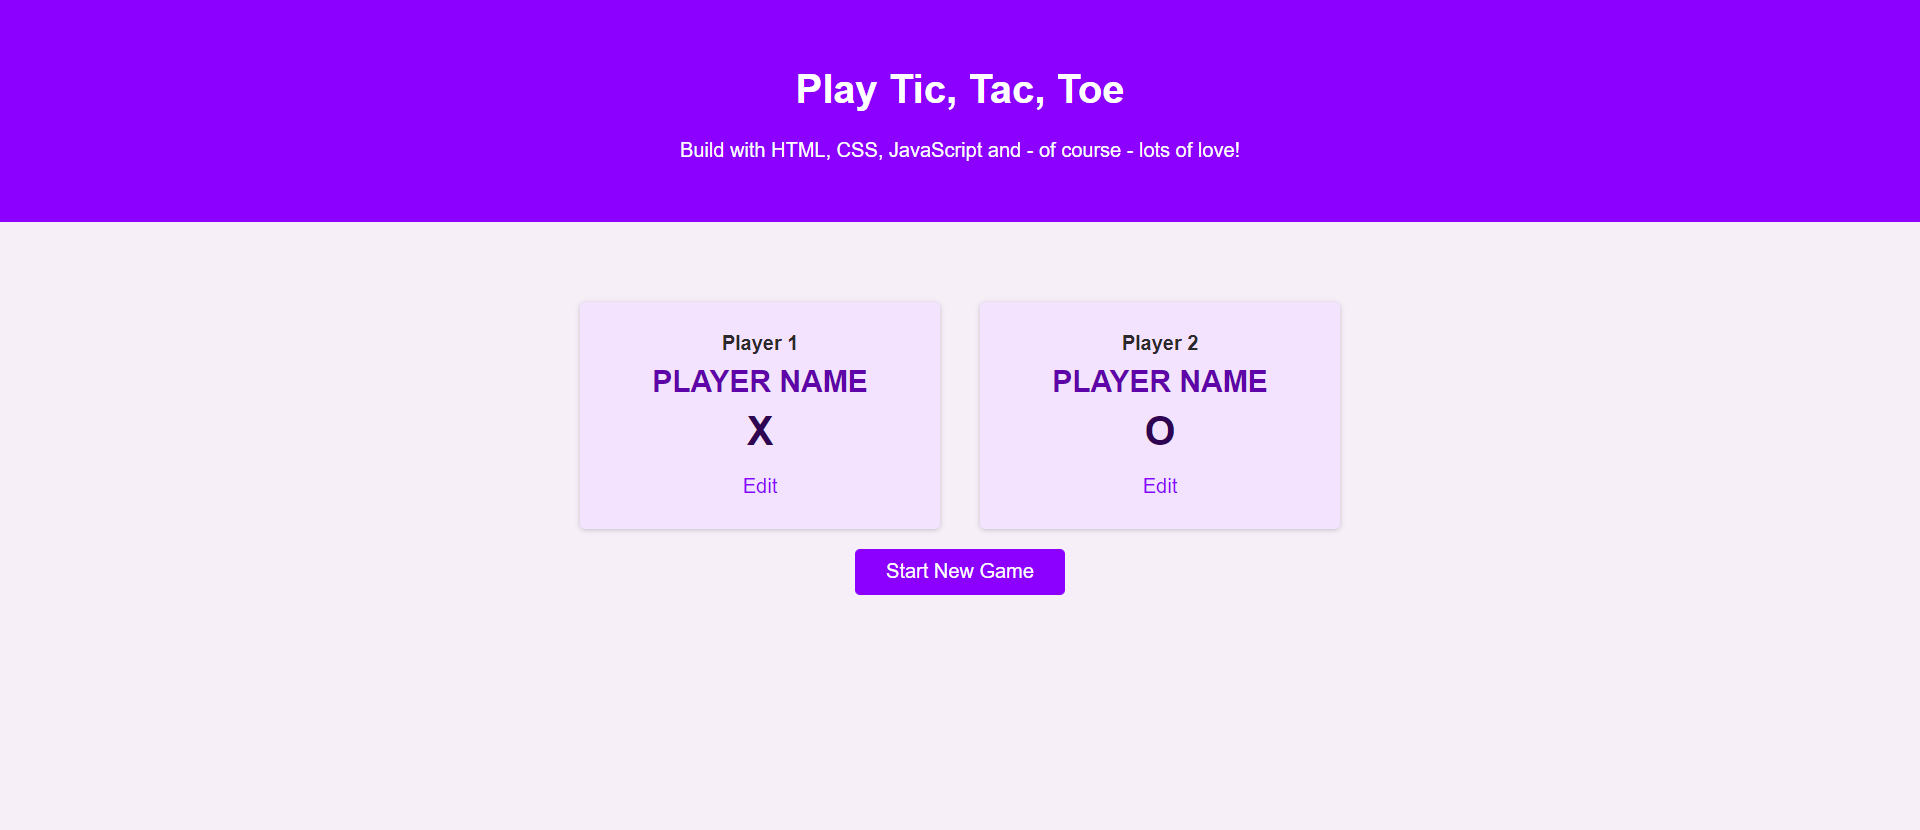 Play Tic, Tac, Toe
Build with HTML, CSS, JavaScript and - of course - lots of love!
Player 1
PLAYER NAME
X
Edit
Player 2
PLAYER NAME
O
Edit
Start New Game